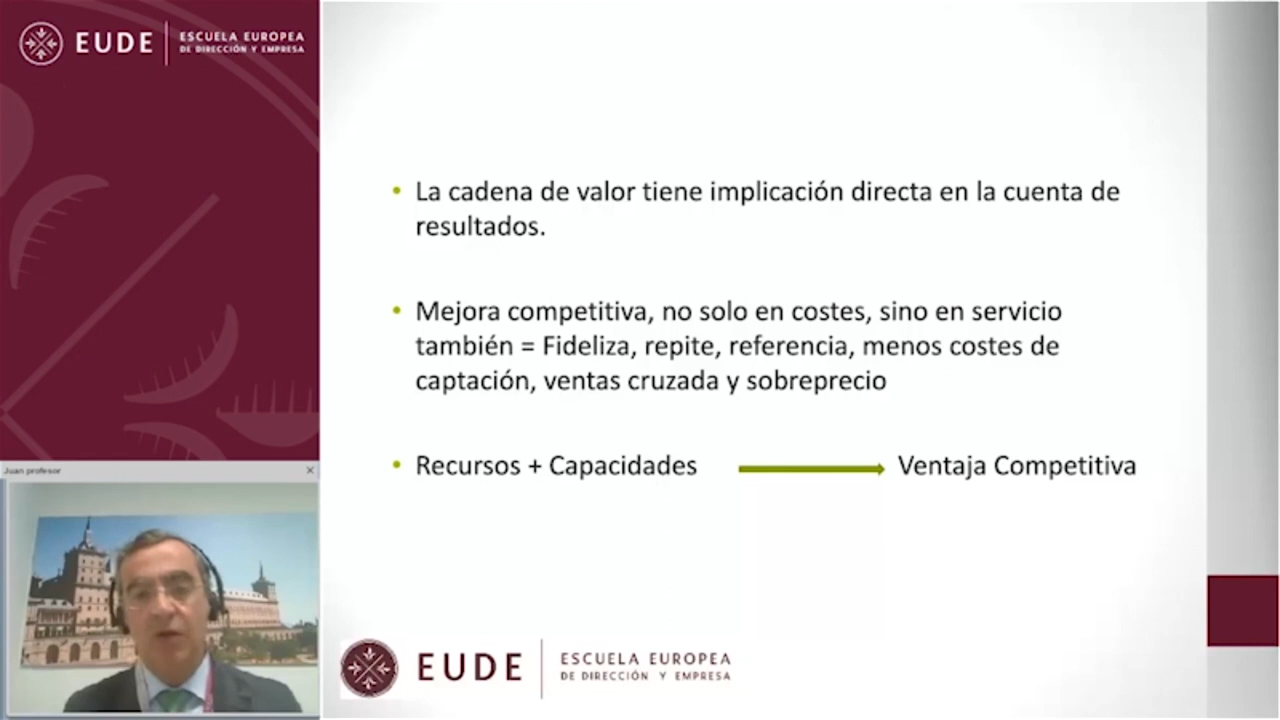 EUDE
ESCUELA EUROPEA
DE DIRECCIÓN Y EMPRESA
• La cadena de valor tiene implicación directa en la cuenta de
resultados.
• Mejora competitiva, no solo en costes, sino en servicio
también = Fideliza, repite, referencia, menos costes de
captación, ventas cruzada y sobreprecio
• Recursos + Capacidades
Ventaja Competitiva
Juan profesor
EUDE
ESCUELA EUROPEA
DE DIRECCIÓN Y EMPRESA